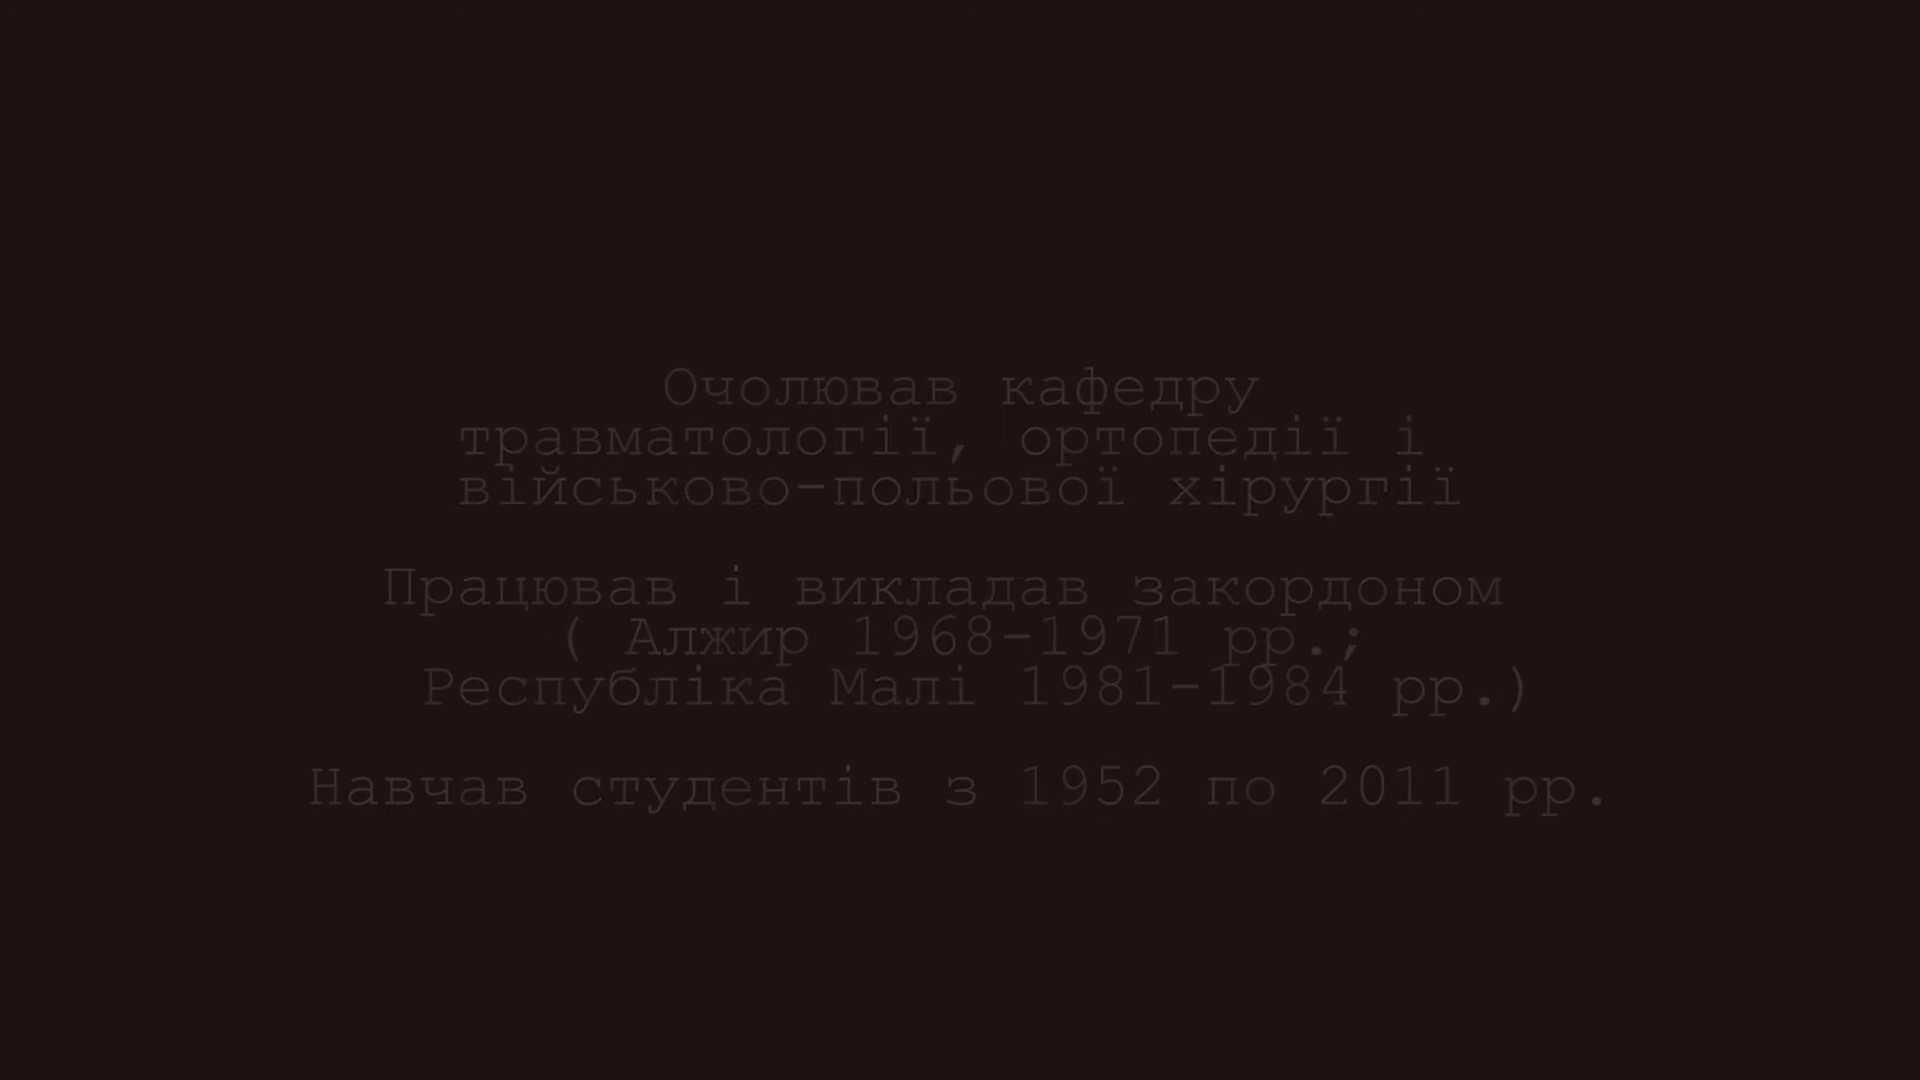 Очолював кафедру
травматології, ортопедії і
військово-польової хірургії
Працював і викладав закордоном
( Алжир 1968-1971 рр.;
Республіка Малі 1981-1984 рр.)
Навчав студентів з 1952 по 2011 рр.